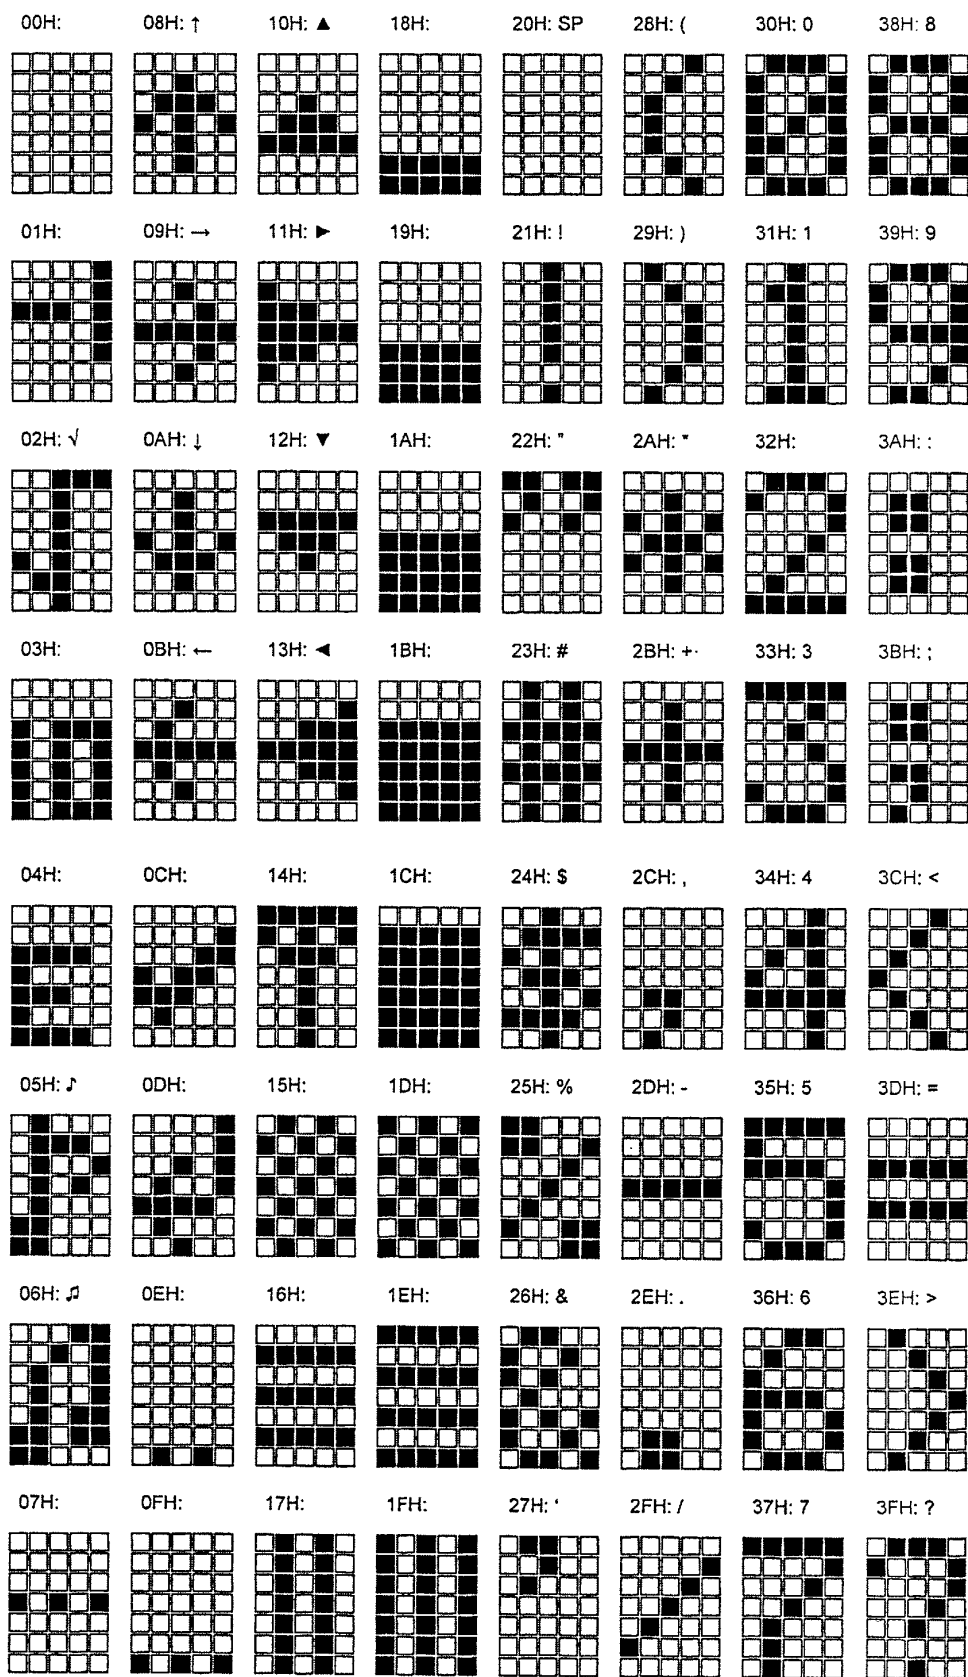 00H: 08H: ↑ 10H: ▲ 18H: 20H: SP 28H: ( 30H: 0 38H: 8
01H: 09H: → 11H: ► 19H: 21H: ! 29H: ) 31H: 1 39H: 9
02H: √ 0AH: ↓ 12H: ▼ 1AH: 22H: " 2AH: * 32H: 3AH: :
03H: 0BH: ← 13H: ◄ 1BH: 23H: # 2BH: + 33H: 3 3BH: ;
04H: 0CH: 14H: 1CH: 24H: $ 2CH: , 34H: 4 3CH: <
05H: ♪ 0DH: 15H: 1DH: 25H: % 2DH: - 35H: 5 3DH: =
06H: ♫ 0EH: 16H: 1EH: 26H: & 2EH: . 36H: 6 3EH: >
07H: 0FH: 17H: 1FH: 27H: ' 2FH: / 37H: 7 3FH: ?